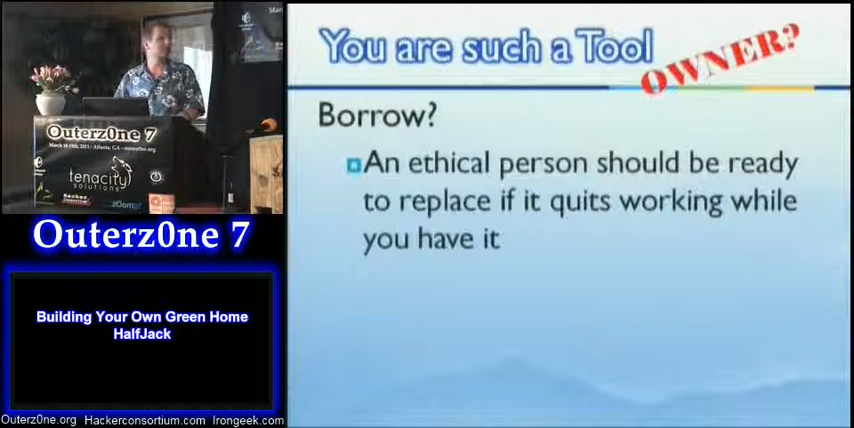 You are such a Tool
OWNER?
Borrow?
An ethical person should be ready
to replace if it quits working while
you have it
Outerz0ne 7
tenacity
SOLUTIONS
Outerz0ne 7
Building Your Own Green Home
HalfJack
Outerz0ne.org Hackerconsortium.com Irongeek.com